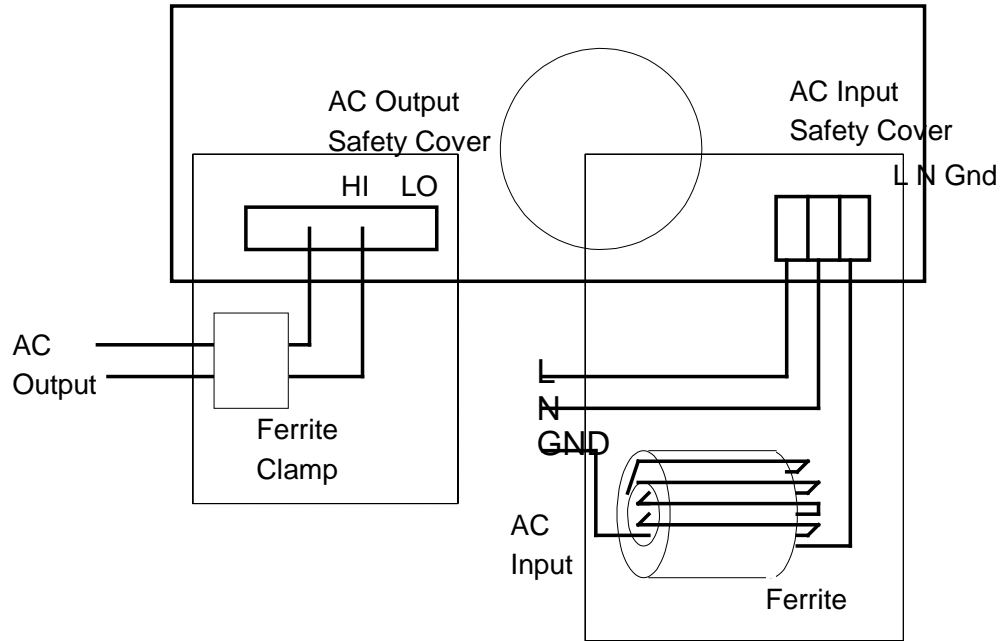 AC Output
Safety Cover
AC Input
Safety Cover
HI LO
L N Gnd
AC
Output
Ferrite
Clamp
L
N
GND
AC
Input
Ferrite